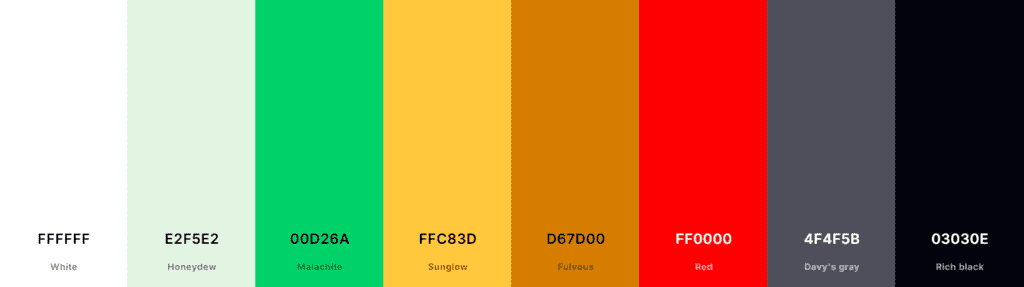 FFFFFF
White
E2F5E2
Honeydew
00D26A
Malachite
FFC83D
Sunglow
D67D00
Fulvous
FF0000
Red
4F4F5B
Davy's gray
03030E
Rich black